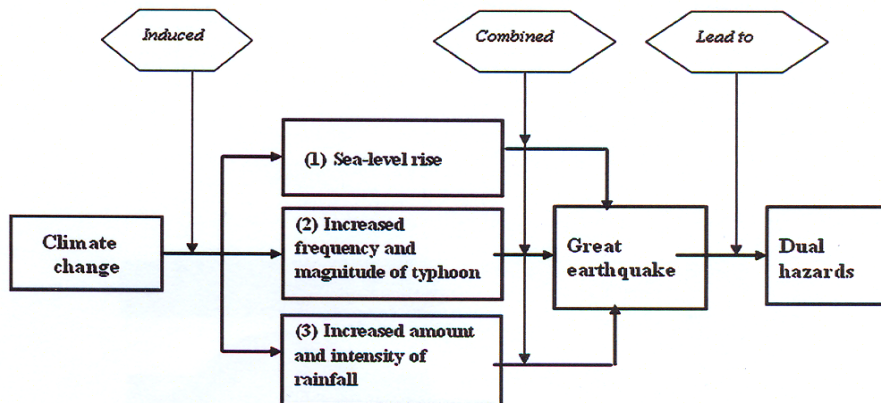 Induced
Combined
Lead to
(1) Sea-level rise
Climate
change
(2) Increased
frequency and
magnitude of typhoon
Great
earthquake
Dual
hazards
(3) Increased amount
and intensity of
rainfall